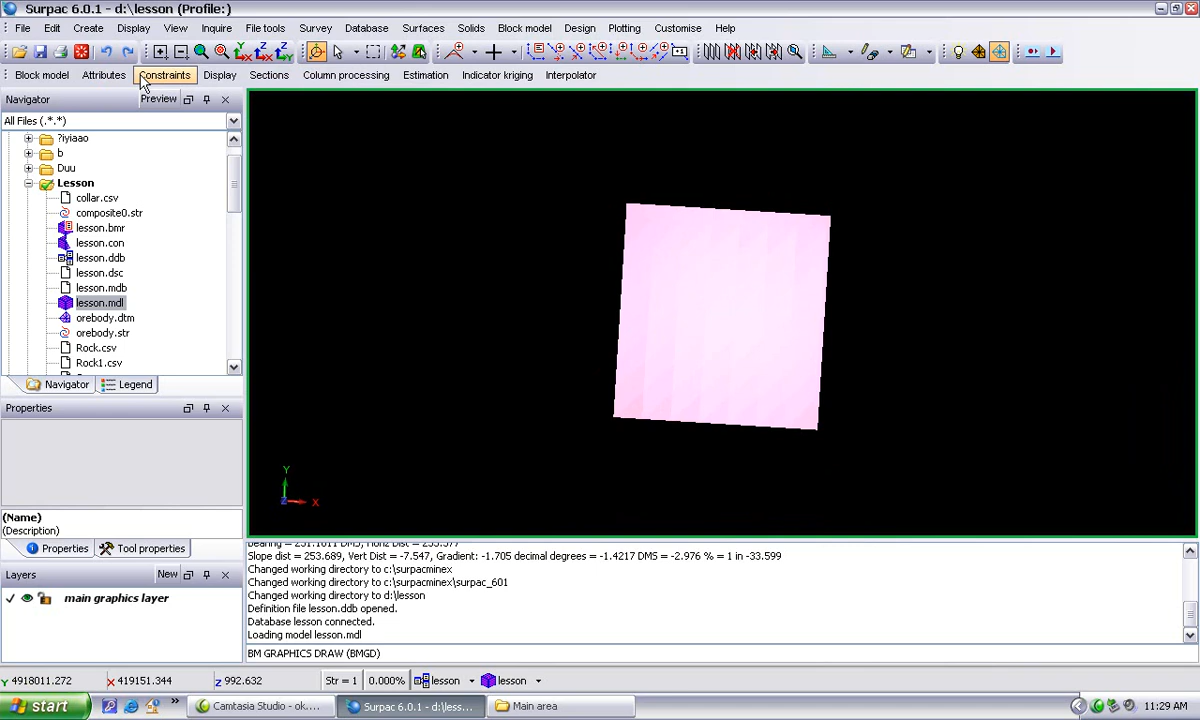 Surpac 6.0.1 - d:\lesson (Profile:)
File Edit Create Display View Inquire File tools Survey Database Surfaces Solids Block model Design Plotting Customise Help
Block model Attributes Constraints Display Sections Column processing Estimation Indicator kriging Interpolator
Navigator Preview
All Files (.*.*)
?iyiaao
b
Duu
Lesson
collar.csv
composite0.str
lesson.bmr
lesson.con
lesson.ddb
lesson.dsc
lesson.mdb
lesson.mdl
orebody.dtm
orebody.str
Rock.csv
Rock1.csv
Navigator Legend
Properties
(Name)
(Description)
Properties Tool properties
Layers New
main graphics layer
Y
Z X
Slope dist = 253.689, Vert Dist = -7.547, Gradient: -1.705 decimal degrees = -1.4217 DMS = -2.976 % = 1 in -33.599
Changed working directory to c:\surpacminex
Changed working directory to c:\surpacminex\surpac_601
Changed working directory to d:\lesson
Definition file lesson.ddb opened.
Database lesson connected.
Loading model lesson.mdl
BM GRAPHICS DRAW (BMGD)
Y 4918011.272 X 419151.344 Z 992.632 Str = 1 0.000% lesson lesson
start Camtasia Studio - ok.... Surpac 6.0.1 - d:\less... Main area 11:29 AM